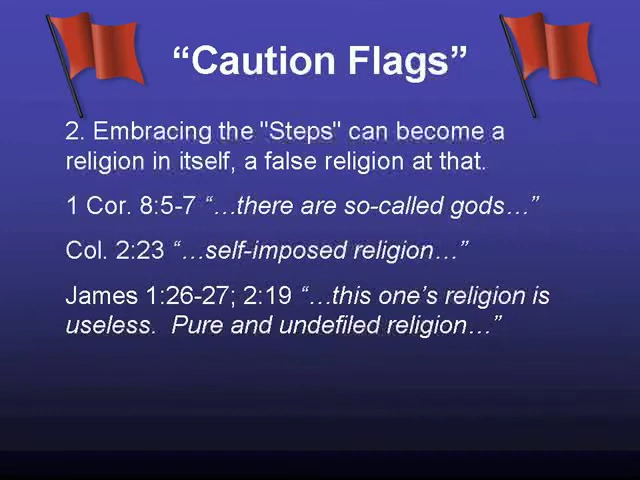 “Caution Flags”
2. Embracing the "Steps" can become a
religion in itself, a false religion at that.
1 Cor. 8:5-7 “…there are so-called gods…”
Col. 2:23 “…self-imposed religion…”
James 1:26-27; 2:19 “…this one’s religion is
useless.  Pure and undefiled religion…”